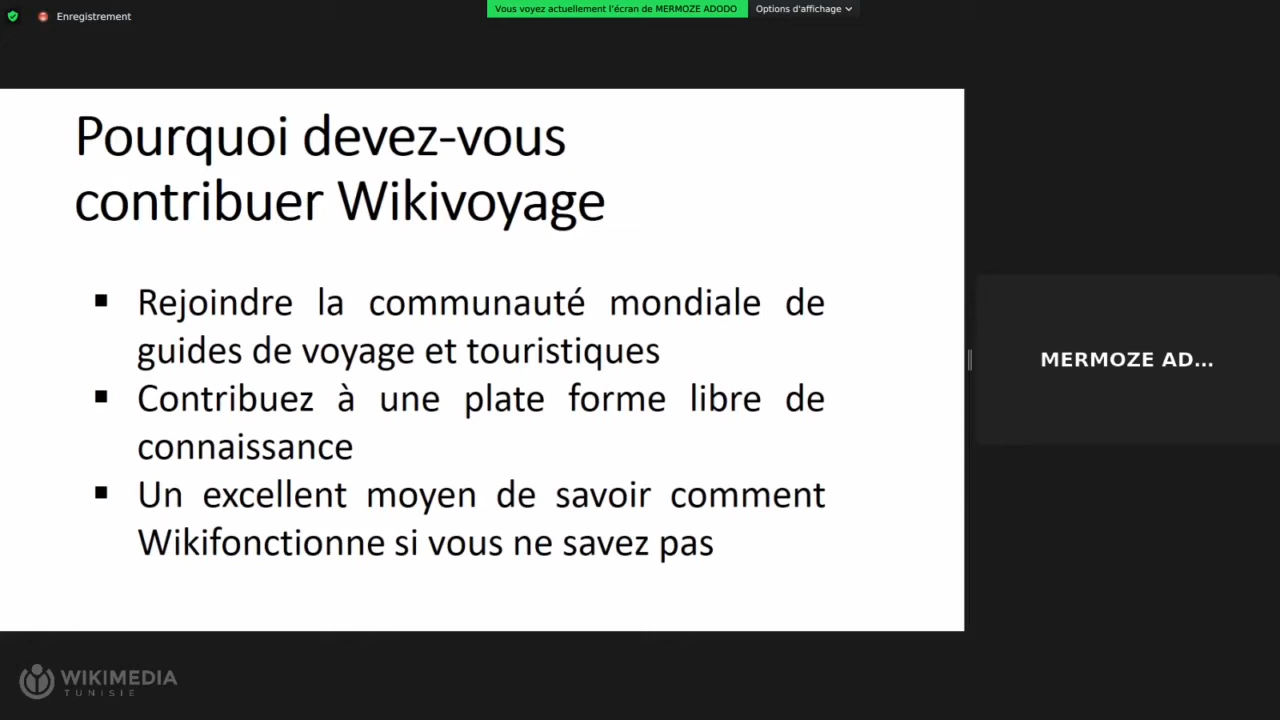 Enregistrement
Vous voyez actuellement l'écran de MERMOZE ADODO
Options d'affichage
Pourquoi devez-vous
contribuer Wikivoyage
▪ Rejoindre la communauté mondiale de
guides de voyage et touristiques
▪ Contribuez à une plate forme libre de
connaissance
▪ Un excellent moyen de savoir comment
Wikifonctionne si vous ne savez pas
MERMOZE AD...
WIKIMEDIA
TUNISIE